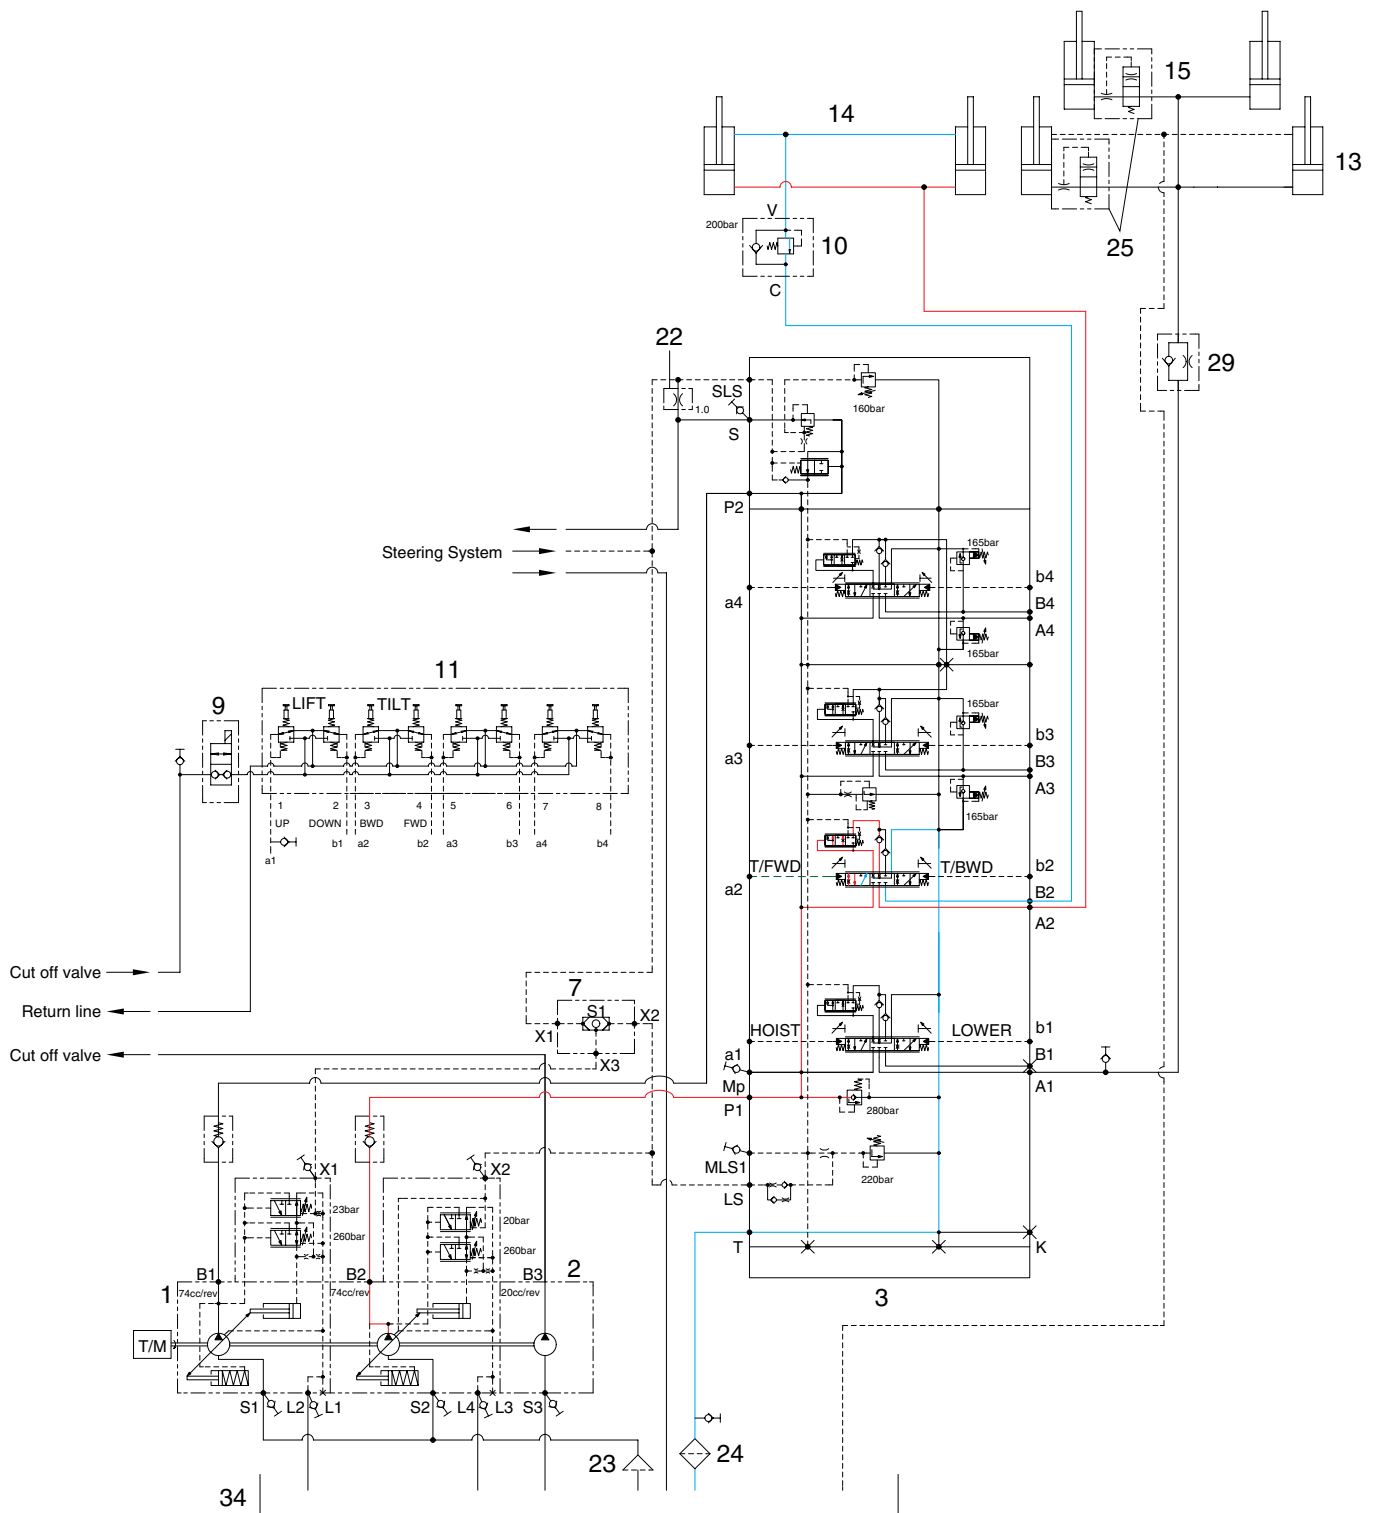 15
14
13
V
200bar
10
25
C
22
29
SLS
1.0
160bar
S
P2
Steering System
165bar
b4
a4
B4
A4
165bar
11
LIFT
TILT
9
165bar
b3
a3
B3
A3
1 2 3 4 5 6 7 8
165bar
UP DOWN BWD FWD
a1 b1 a2 b2 a3 b3 a4 b4
T/FWD
T/BWD
b2
a2
B2
A2
Cut off valve
7
Return line
S1
X2
X1
HOIST
LOWER
b1
Cut off valve
a1
B1
X3
Mp
A1
P1
280bar
X1
X2
MLS1
220bar
LS
23bar
20bar
260bar
260bar
T
K
B1
B2
B3
2
1
74cc/rev
74cc/rev
20cc/rev
3
T/M
S1 L2 L1 S2 L4 L3 S3
23
24
34